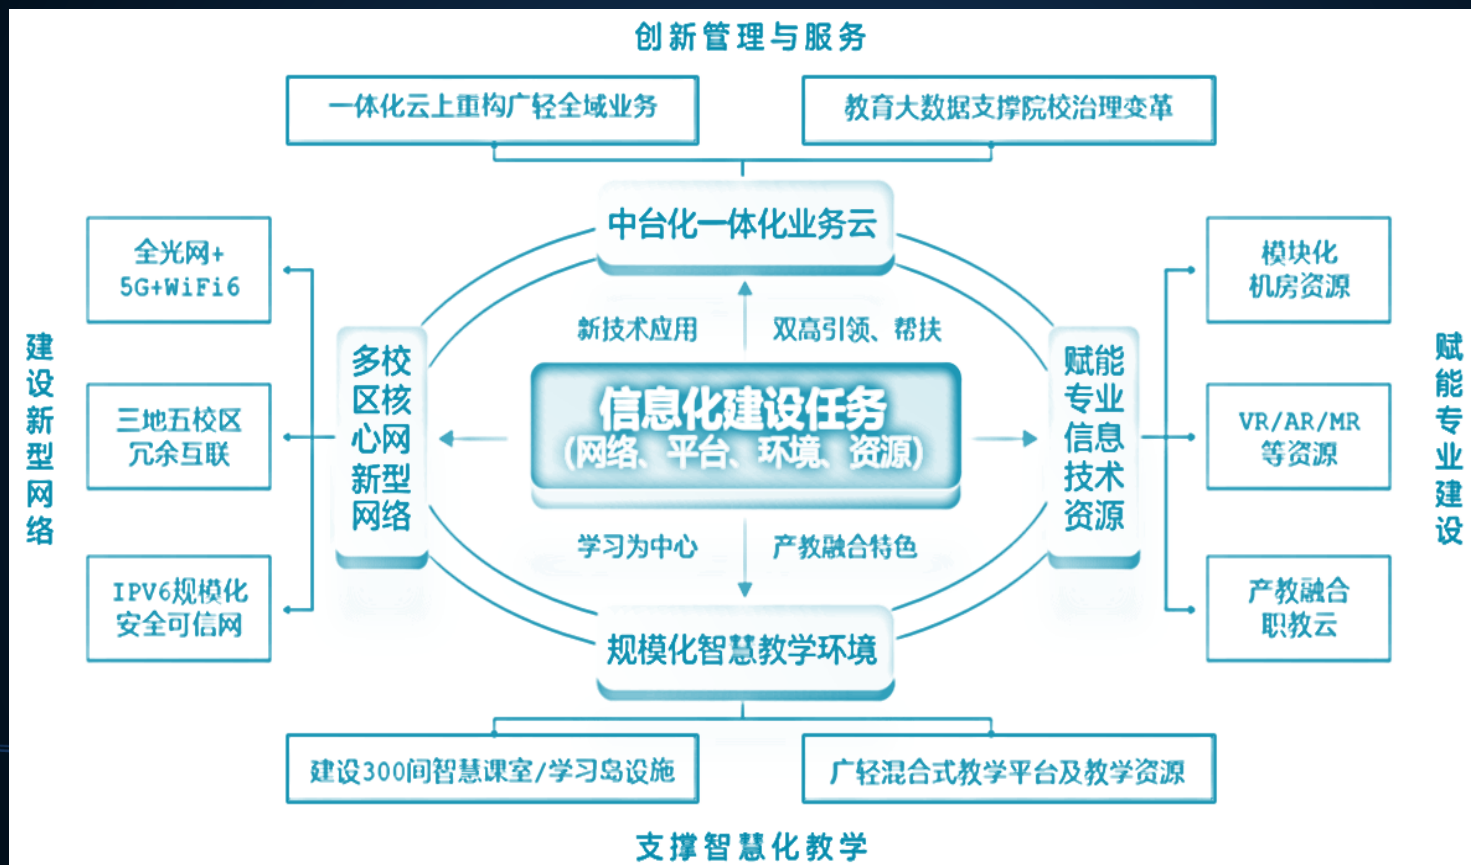 创新管理与服务
一体化云上重构广轻全域业务
教育大数据支撑院校治理变革
中台化一体化业务云
全光网+
5G+WiFi6
模块化
机房资源
新技术应用
双高引领、帮扶
建设新型网络
多校
区核
心网
新型
网络
信息化建设任务
(网络、平台、环境、资源)
赋能
专业
信息
技术
资源
赋能专业建设
三地五校区
冗余互联
VR/AR/MR
等资源
学习为中心
产教融合特色
IPV6规模化
安全可信网
产教融合
职教云
规模化智慧教学环境
建设300间智慧课室/学习岛设施
广轻混合式教学平台及教学资源
支撑智慧化教学